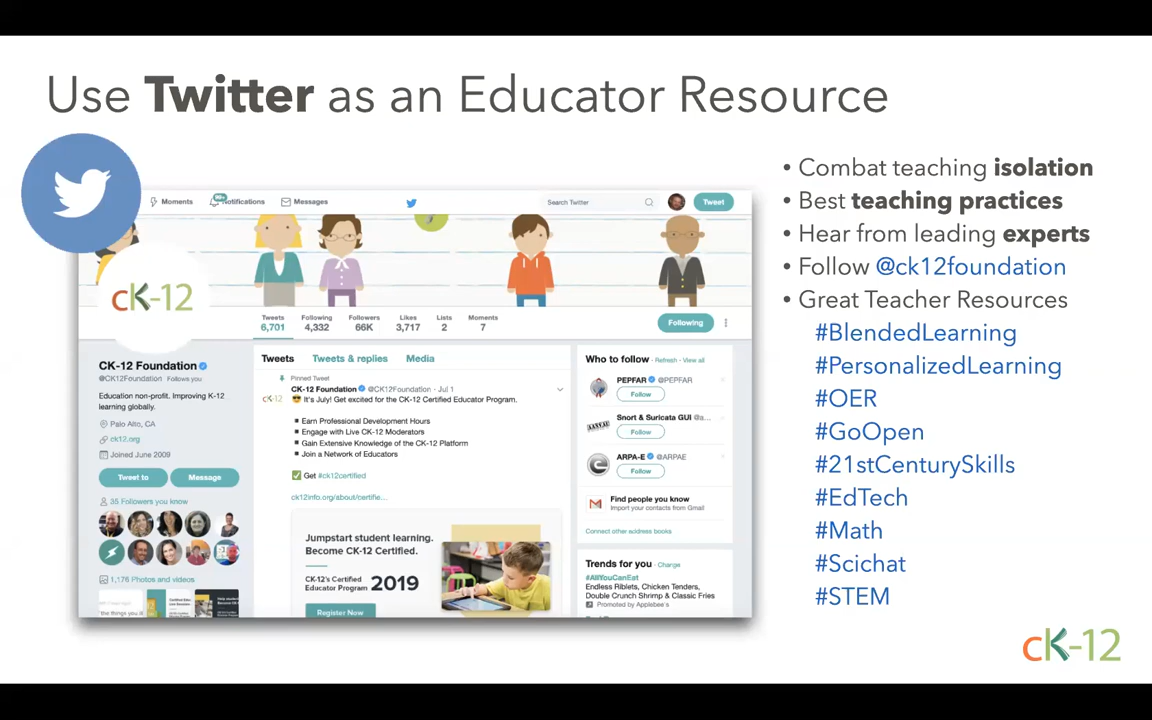 Use Twitter as an Educator Resource
Moments
Notifications
Messages
Search Twitter
Tweet
cK-12
Tweets
6,701
Following
4,332
Followers
66K
Likes
3,717
Lists
2
Moments
7
Following
CK-12 Foundation
@CK12Foundation Follows you
Education non-profit. Improving K-12
learning globally.
Palo Alto, CA
ck12.org
Joined June 2009
Tweet to
Message
35 Followers you know
1,176 Photos and videos
Tweets
Tweets & replies
Media
Pinned Tweet
CK-12 Foundation @CK12Foundation · Jul 1
It's July! Get excited for the CK-12 Certified Educator Program.
Earn Professional Development Hours
Engage with Live CK-12 Moderators
Gain Extensive Knowledge of the CK-12 Platform
Join a Network of Educators
Get #ck12certified
ck12info.org/about/certifie...
Jumpstart student learning.
Become CK-12 Certified.
CK-12's Certified
Educator Program
2019
Register Now
Who to follow · Refresh · View all
PEPFAR @PEPFAR
Follow
Snort & Suricata GUI @a...
Follow
ARPA-E @ARPAE
Follow
Find people you know
Import your contacts from Gmail
Connect other address books
Trends for you · Change
#AllYouCanEat
Endless Riblets, Chicken Tenders,
Double Crunch Shrimp & Classic Fries
Promoted by Applebee's
• Combat teaching isolation
• Best teaching practices
• Hear from leading experts
• Follow @ck12foundation
• Great Teacher Resources
#BlendedLearning
#PersonalizedLearning
#OER
#GoOpen
#21stCenturySkills
#EdTech
#Math
#Scichat
#STEM
cK-12